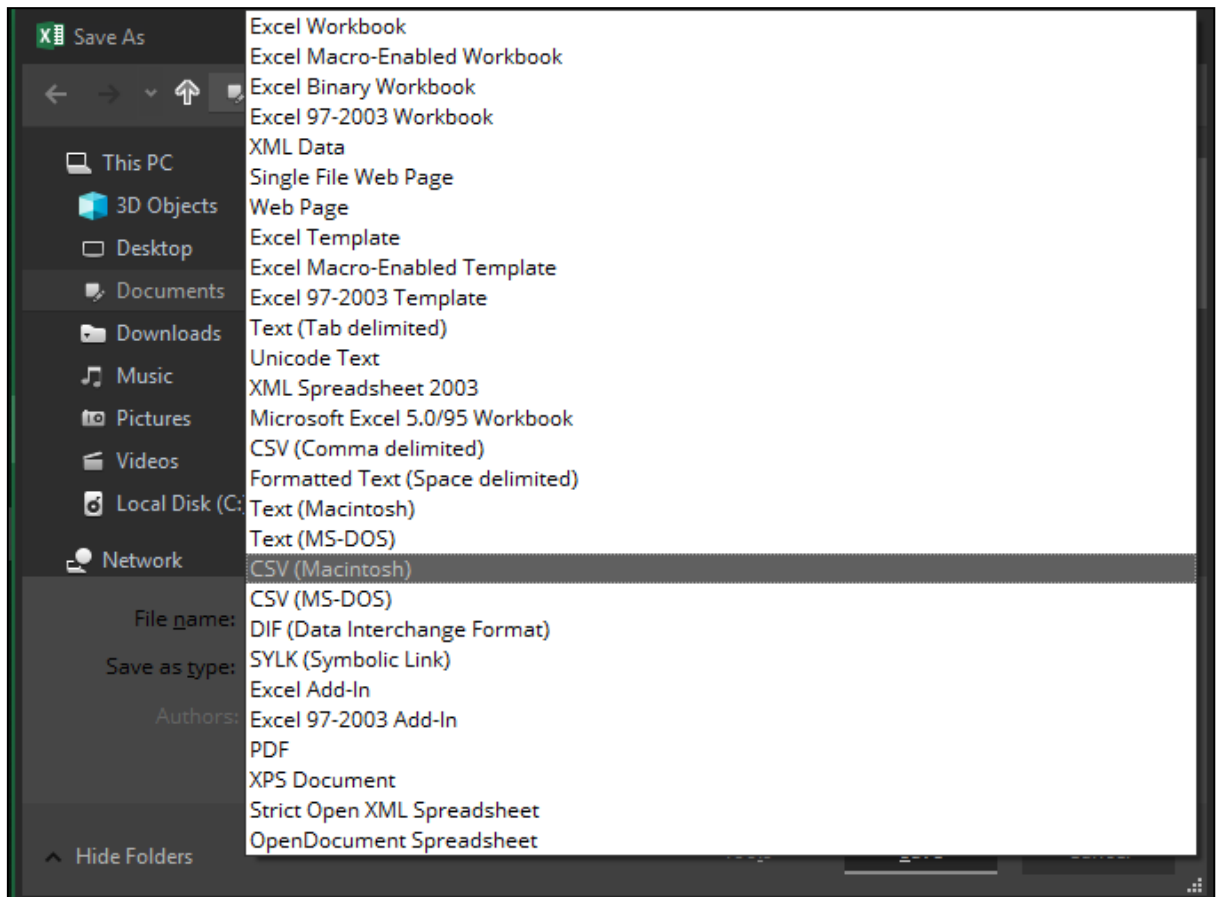 Save As
This PC
3D Objects
Desktop
Documents
Downloads
Music
Pictures
Videos
Local Disk (C:
Network
File name:
Save as type:
Authors:
Hide Folders
Excel Workbook
Excel Macro-Enabled Workbook
Excel Binary Workbook
Excel 97-2003 Workbook
XML Data
Single File Web Page
Web Page
Excel Template
Excel Macro-Enabled Template
Excel 97-2003 Template
Text (Tab delimited)
Unicode Text
XML Spreadsheet 2003
Microsoft Excel 5.0/95 Workbook
CSV (Comma delimited)
Formatted Text (Space delimited)
Text (Macintosh)
Text (MS-DOS)
CSV (Macintosh)
CSV (MS-DOS)
DIF (Data Interchange Format)
SYLK (Symbolic Link)
Excel Add-In
Excel 97-2003 Add-In
PDF
XPS Document
Strict Open XML Spreadsheet
OpenDocument Spreadsheet